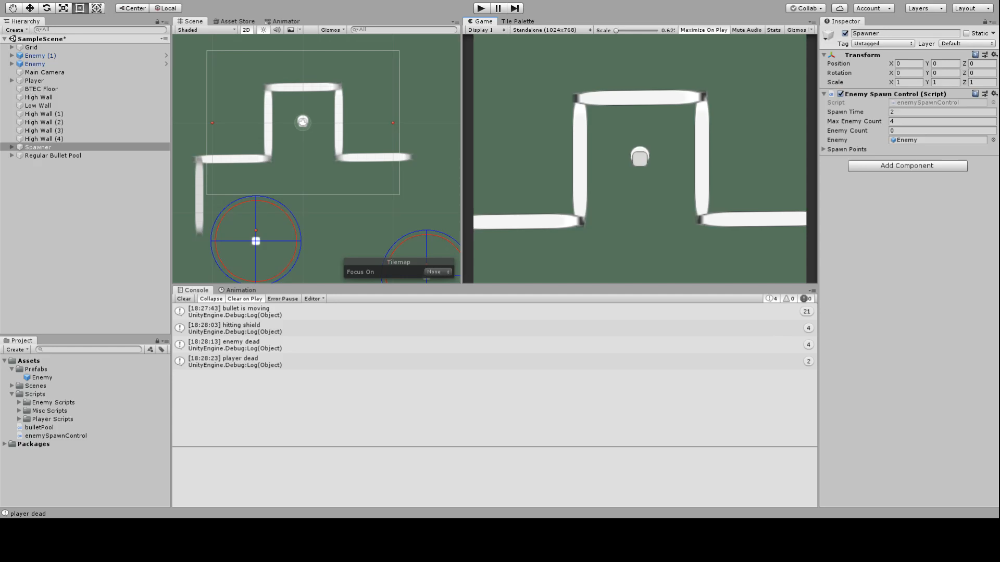 Center Local Collab Account Layers Layout
Hierarchy
Create All
SampleScene*
Grid
Enemy (1)
Enemy
Main Camera
Player
BTEC Floor
High Wall
Low Wall
High Wall (1)
High Wall (2)
High Wall (3)
High Wall (4)
Spawner
Regular Bullet Pool
Project
Create
Assets
Prefabs
Enemy
Scenes
Scripts
Enemy Scripts
Misc Scripts
Player Scripts
bulletPool
enemySpawnControl
Packages
Scene Asset Store Animator
Shaded 2D Gizmos All
Tilemap
Focus On None
Game Tile Palette
Display 1 Standalone (1024x768) Scale 0.62 Maximize On Play Mute Audio Stats Gizmos
Console Animation
Clear Collapse Clear on Play Error Pause Editor 4 0 0
[18:27:43] bullet is moving
UnityEngine.Debug:Log(Object)
21
[18:28:03] hitting shield
UnityEngine.Debug:Log(Object)
4
[18:28:13] enemy dead
UnityEngine.Debug:Log(Object)
4
[18:28:23] player dead
UnityEngine.Debug:Log(Object)
2
Inspector
Spawner Static
Tag Untagged Layer Default
Transform
Position X 0 Y 0 Z 0
Rotation X 0 Y 0 Z 0
Scale X 1 Y 1 Z 1
Enemy Spawn Control (Script)
Script enemySpawnControl
Spawn Time 2
Max Enemy Count 4
Enemy Count 0
Enemy Enemy
Spawn Points
Add Component
player dead